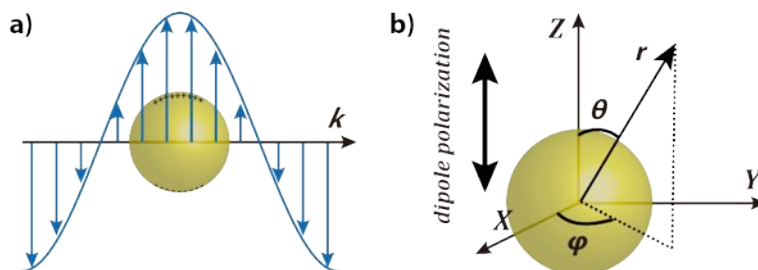 a)
k
b)
dipole polarization
Z
r
θ
Y
X
φ